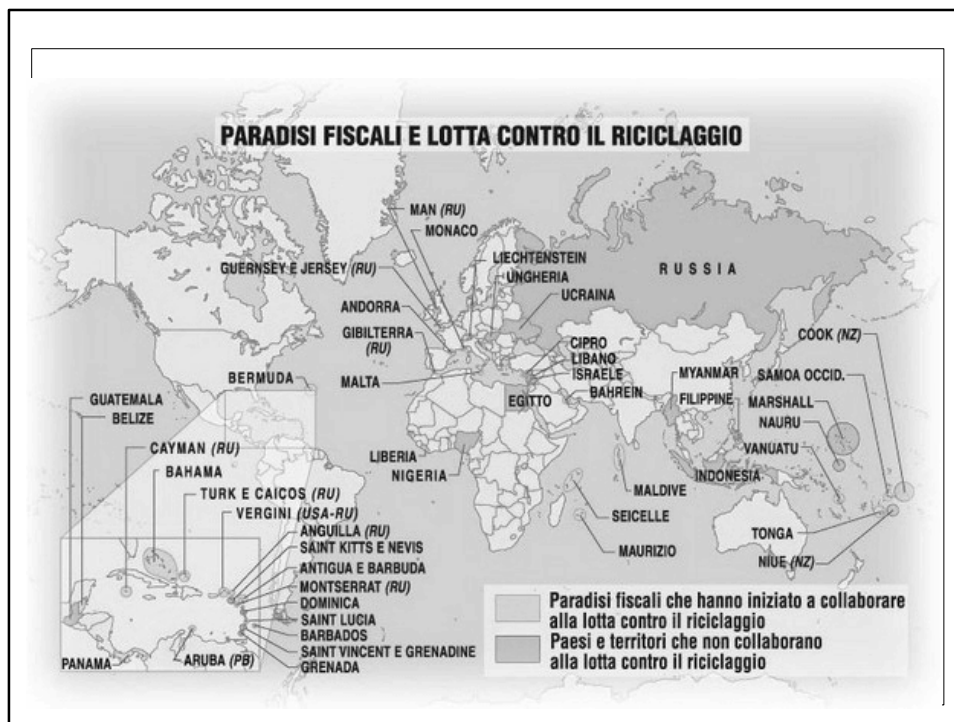 PARADISI FISCALI E LOTTA CONTRO IL RICICLAGGIO
MAN (RU)
MONACO
GUERNSEY E JERSEY (RU)
LIECHTENSTEIN
UNGHERIA
RUSSIA
UCRAINA
ANDORRA
GIBILTERRA
(RU)
MALTA
CIPRO
LIBANO
ISRAELE
BAHREIN
EGITTO
COOK (NZ)
MYANMAR
SAMOA OCCID.
FILIPPINE
MARSHALL
NAURU
VANUATU
INDONESIA
BERMUDA
GUATEMALA
BELIZE
CAYMAN (RU)
BAHAMA
TURK E CAICOS (RU)
VERGINI (USA-RU)
ANGUILLA (RU)
SAINT KITTS E NEVIS
ANTIGUA E BARBUDA
MONTSERRAT (RU)
DOMINICA
SAINT LUCIA
BARBADOS
SAINT VINCENT E GRENADINE
GRENADA
PANAMA
ARUBA (PB)
LIBERIA
NIGERIA
MALDIVE
SEICELLE
MAURIZIO
TONGA
NIUE (NZ)
Paradisi fiscali che hanno iniziato a collaborare
alla lotta contro il riciclaggio
Paesi e territori che non collaborano
alla lotta contro il riciclaggio